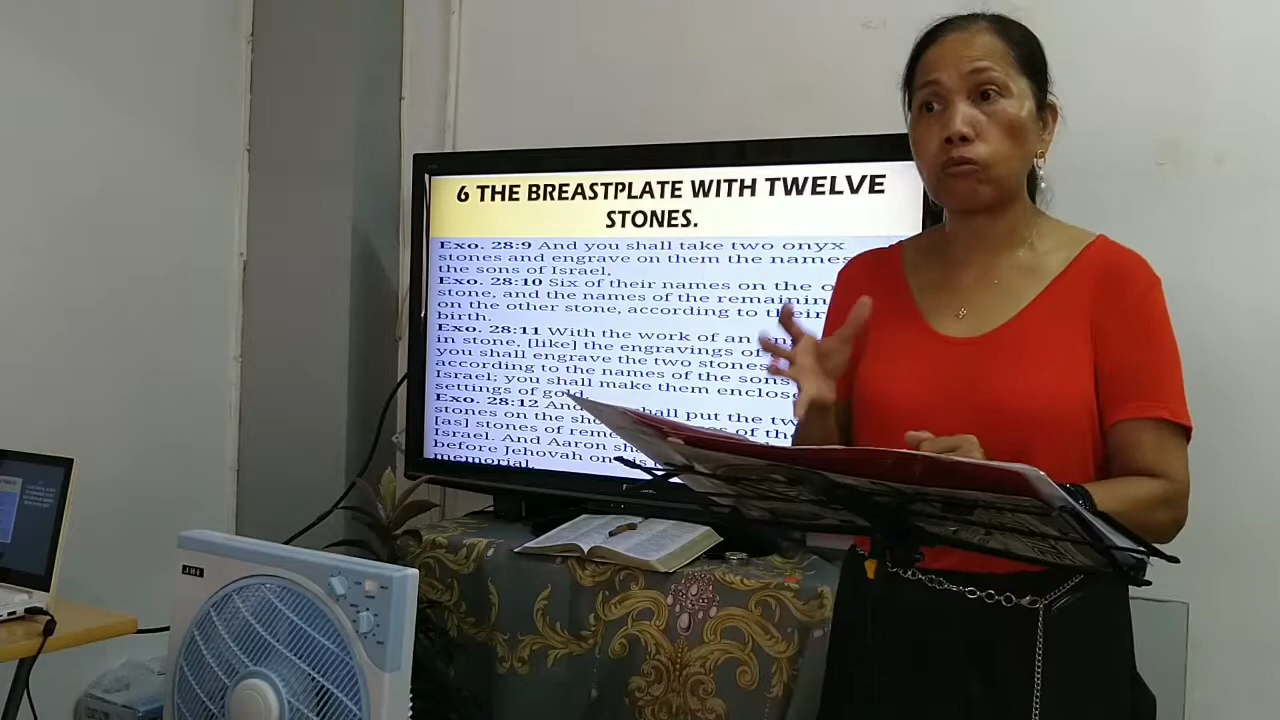 6 THE BREASTPLATE WITH TWELVE
STONES.
Exo. 28:9 And you shall take two onyx
stones and engrave on them the names
the sons of Israel,
Exo. 28:10 Six of their names on the
stone, and the names of the
on the other stone, according to their
birth.
Exo. 28:11 With the work of an
in stone, [like] the engravings of
you shall engrave the two stones
according to the names of the sons
Israel; you shall make them
settings of gold.
Exo. 28:12 And shall put the
stones on the
[as] stones of of the
Israel. And Aaron
before Jehovah on
memorial.